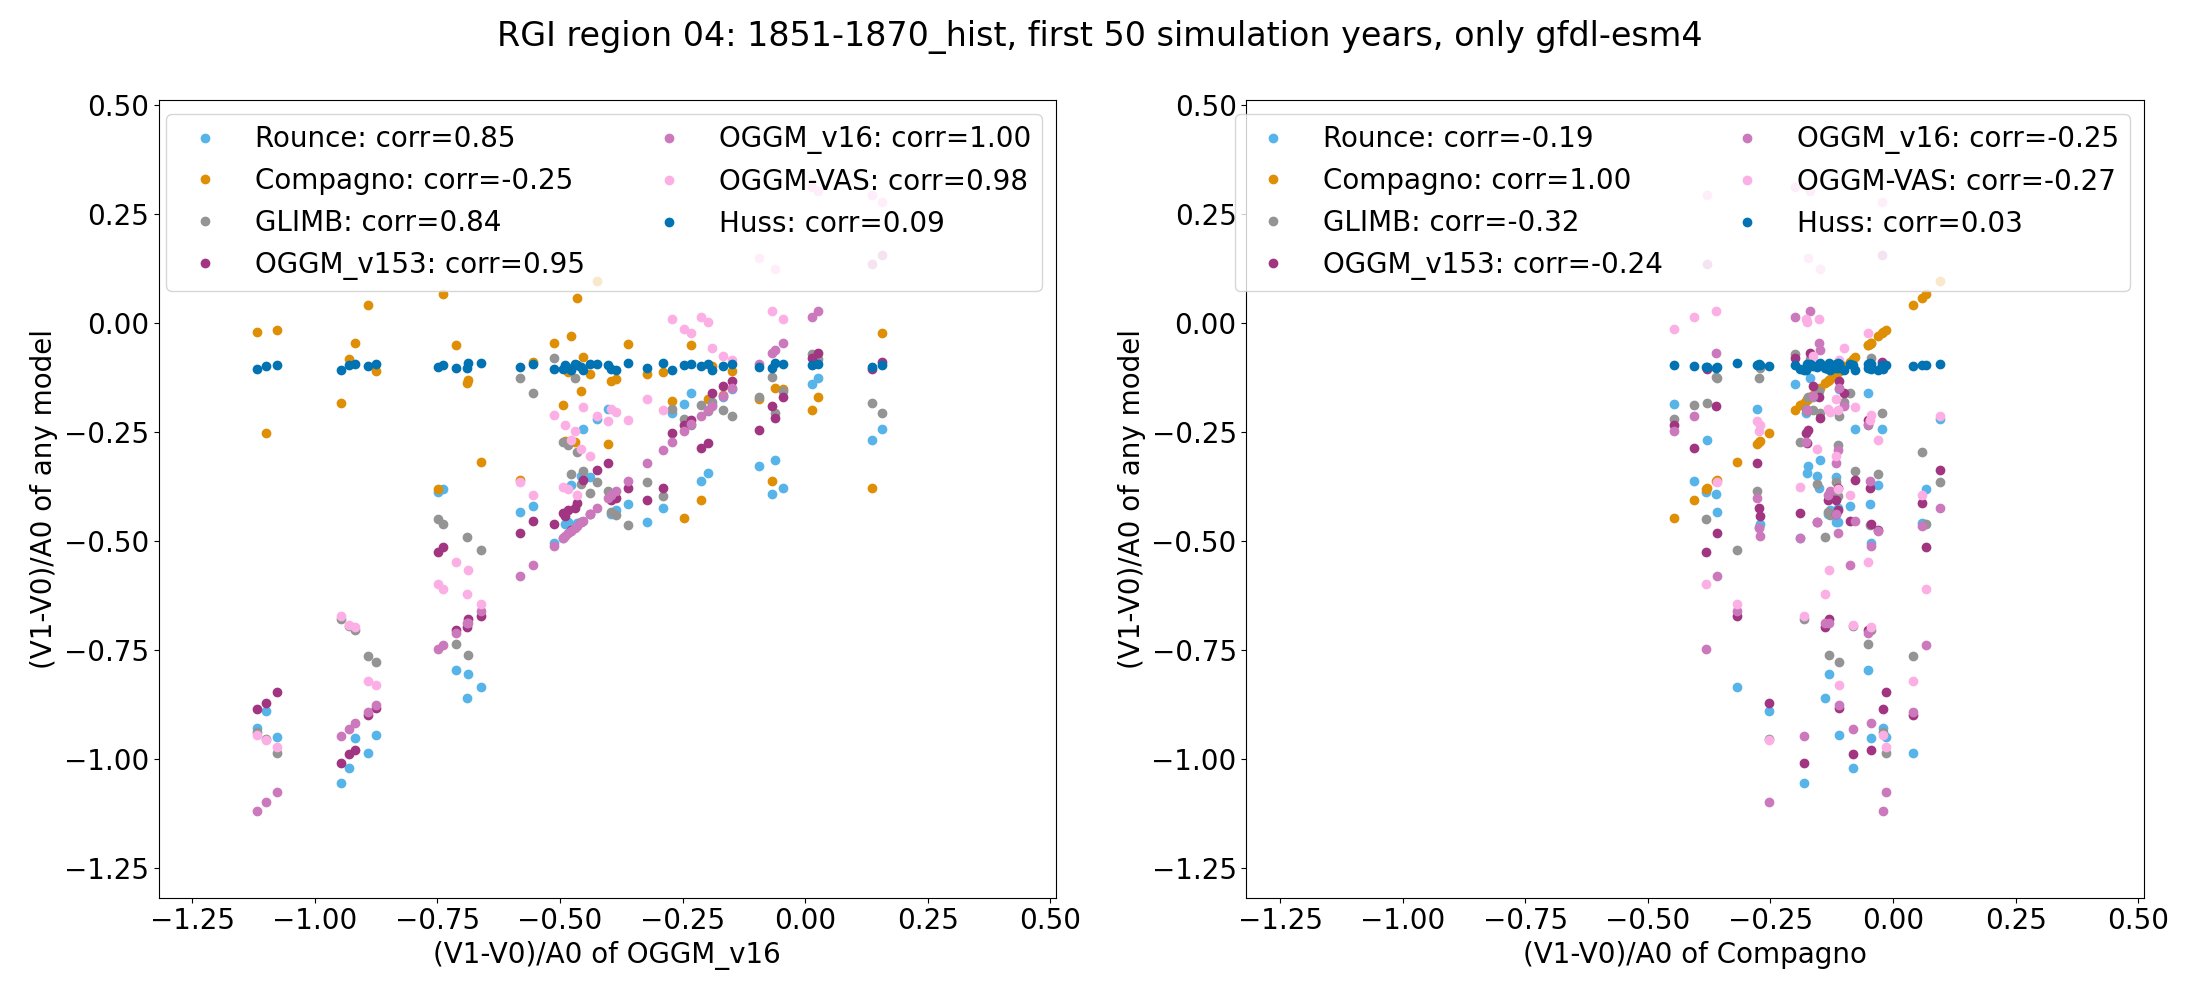 RGI region 04: 1851-1870_hist, first 50 simulation years, only gfdl-esm4
(V1-V0)/A0 of any model
0.50
0.25
0.00
−0.25
−0.50
−0.75
−1.00
−1.25
Rounce: corr=0.85
Compagno: corr=-0.25
GLIMB: corr=0.84
OGGM_v153: corr=0.95
OGGM_v16: corr=1.00
OGGM-VAS: corr=0.98
Huss: corr=0.09
−1.25 −1.00 −0.75 −0.50 −0.25 0.00 0.25 0.50
(V1-V0)/A0 of OGGM_v16
(V1-V0)/A0 of any model
0.50
0.25
0.00
−0.25
−0.50
−0.75
−1.00
−1.25
Rounce: corr=-0.19
Compagno: corr=1.00
GLIMB: corr=-0.32
OGGM_v153: corr=-0.24
OGGM_v16: corr=-0.25
OGGM-VAS: corr=-0.27
Huss: corr=0.03
−1.25 −1.00 −0.75 −0.50 −0.25 0.00 0.25 0.50
(V1-V0)/A0 of Compagno